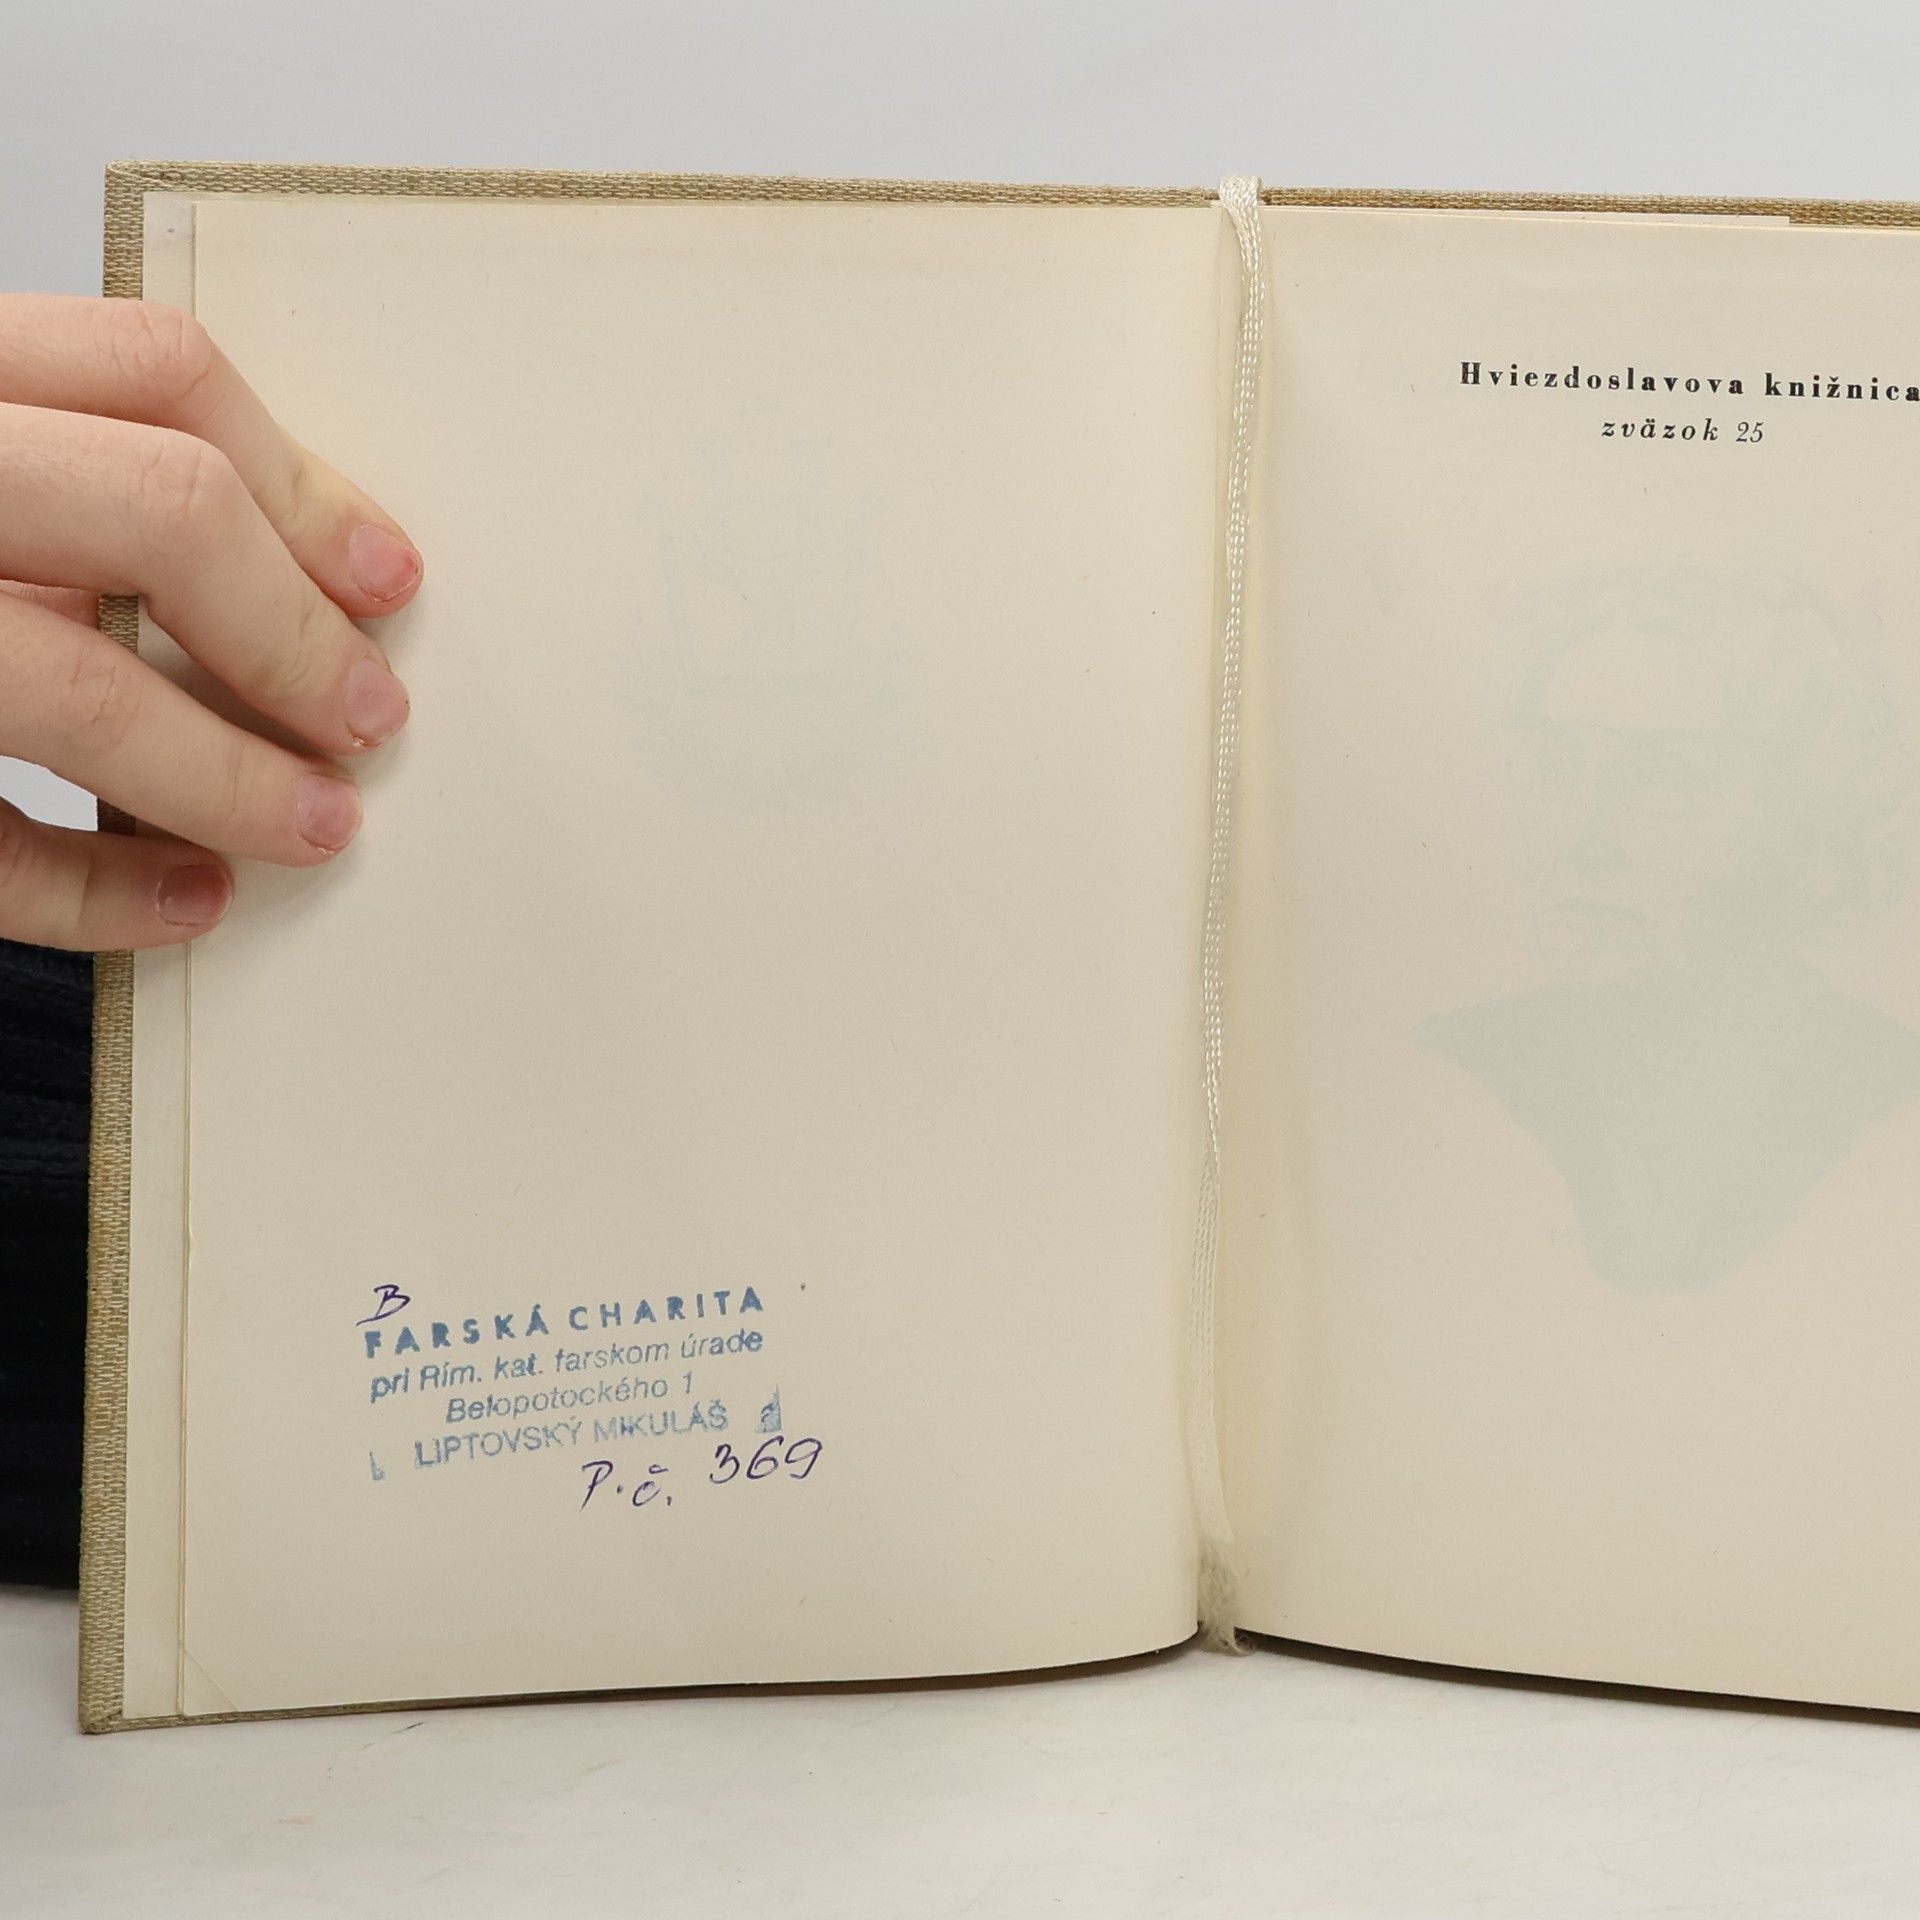 B
FARSKÁ CHARITA
pri Rím. kat. farskom úrade
Belopotockého 1
LIPTOVSKÝ MIKULÁŠ
P.č. 369
Hviezdoslavova knižnica
zväzok 25